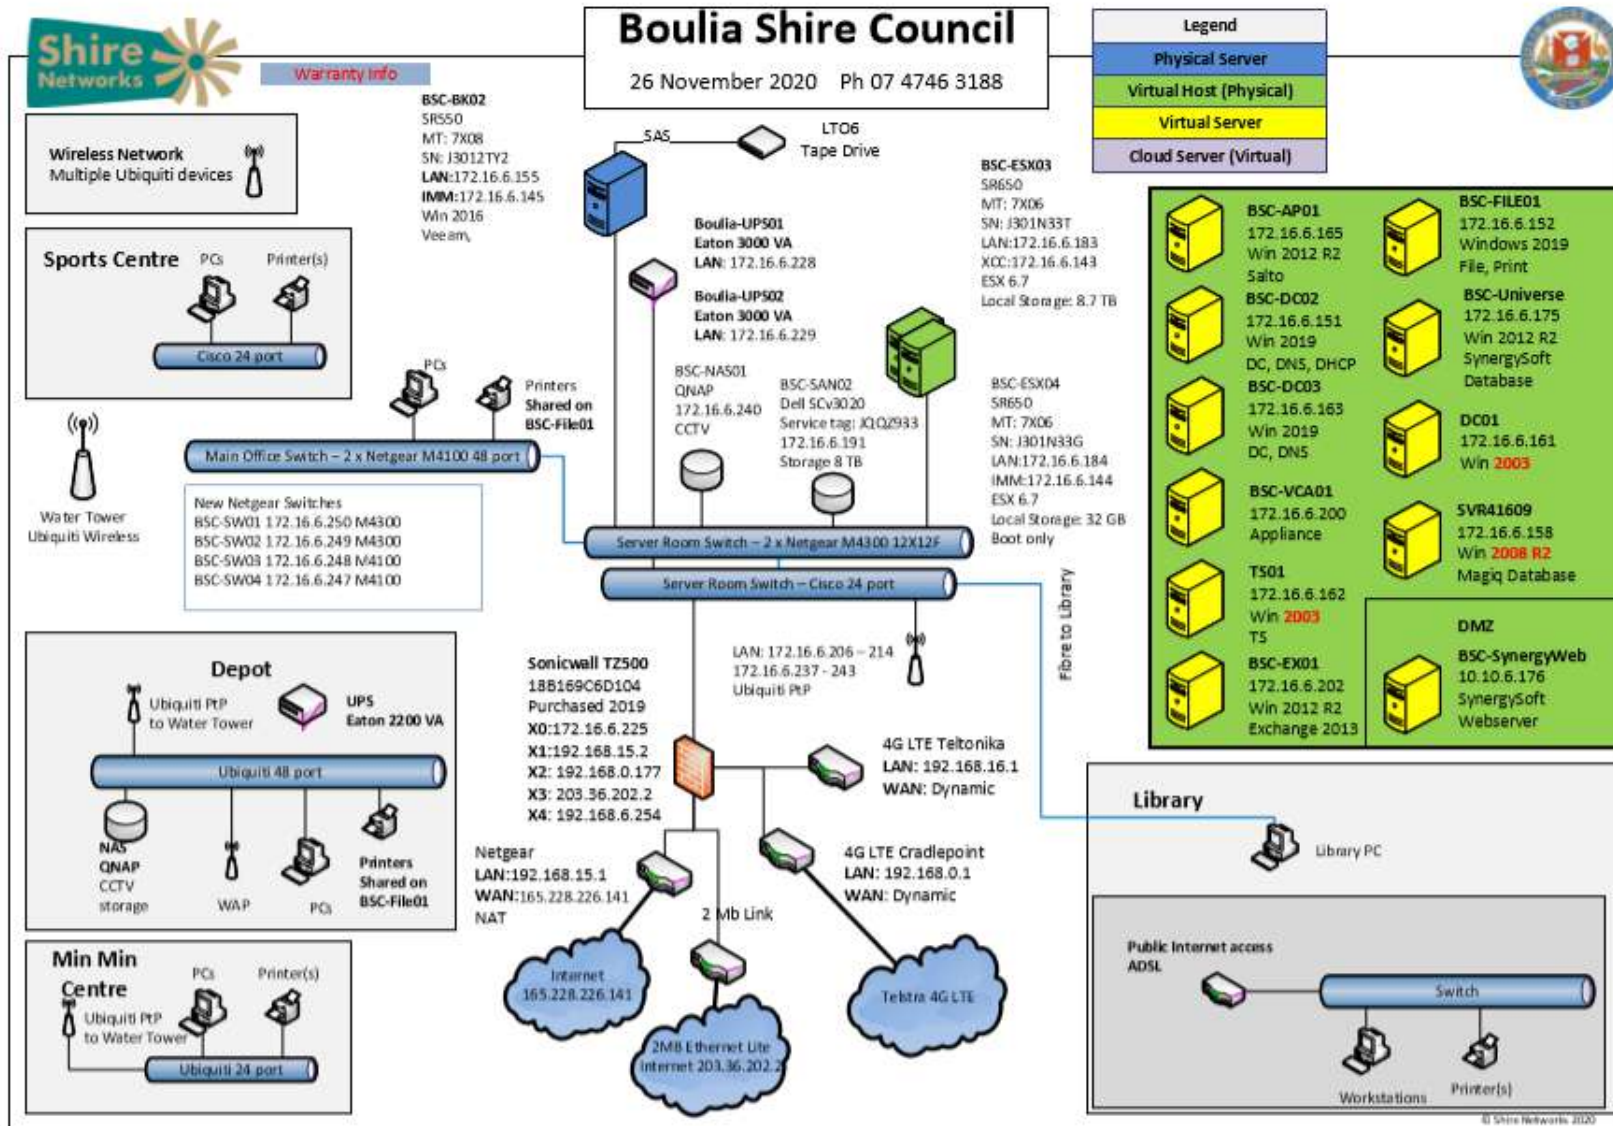 Shire
Networks
Warranty Info
Boulia Shire Council
26 November 2020 Ph 07 4746 3188
Legend
Physical Server
Virtual Host (Physical)
Virtual Server
Cloud Server (Virtual)
Wireless Network
Multiple Ubiquiti devices
BSC-BK02
SR550
MT: 7X08
SN: J3012TY2
LAN:172.16.6.155
IMM:172.16.6.145
Win 2016
Veeam,
SAS
LTO6
Tape Drive
Boulia-UPS01
Eaton 3000 VA
LAN: 172.16.6.228
Boulia-UPS02
Eaton 3000 VA
LAN: 172.16.6.229
BSC-ESX03
SR650
MT: 7X06
SN: J301N33T
LAN:172.16.6.183
XCC:172.16.6.143
ESX 6.7
Local Storage: 8.7 TB
Sports Centre
PCs
Printer(s)
Cisco 24 port
PCs
Printers
Shared on
BSC-File01
Main Office Switch – 2 x Netgear M4100 48 port
BSC-NAS01
QNAP
172.16.6.240
CCTV
BSC-SAN02
Dell SCv3020
Service tag: JQQZ933
172.16.6.191
Storage 8 TB
BSC-ESX04
SR650
MT: 7X06
SN: J301N33G
LAN:172.16.6.184
IMM:172.16.6.144
ESX 6.7
Local Storage: 32 GB
Boot only
Water Tower
Ubiquiti Wireless
New Netgear Switches
BSC-SW01 172.16.6.250 M4300
BSC-SW02 172.16.6.249 M4300
BSC-SW03 172.16.6.248 M4100
BSC-SW04 172.16.6.247 M4100
Server Room Switch – 2 x Netgear M4300 12X12F
Server Room Switch – Cisco 24 port
Fibre to Library
LAN: 172.16.6.206 – 214
172.16.6.237 - 243
Ubiquiti PtP
BSC-AP01
172.16.6.165
Win 2012 R2
Salto
BSC-DC02
172.16.6.151
Win 2019
DC, DNS, DHCP
BSC-DC03
172.16.6.163
Win 2019
DC, DNS
BSC-VCA01
172.16.6.200
Appliance
TS01
172.16.6.162
Win 2003
TS
BSC-EX01
172.16.6.202
Win 2012 R2
Exchange 2013
BSC-FILE01
172.16.6.152
Windows 2019
File, Print
BSC-Universe
172.16.6.175
Win 2012 R2
SynergySoft
Database
DC01
172.16.6.161
Win 2003
SVR41609
172.16.6.158
Win 2008 R2
Magiq Database
DMZ
BSC-SynergyWeb
10.10.6.176
SynergySoft
Webserver
Depot
Ubiquiti PtP
to Water Tower
UPS
Eaton 2200 VA
Ubiquiti 48 port
NAS
QNAP
CCTV
storage
WAP
PCs
Printers
Shared on
BSC-File01
Sonicwall TZ500
18B169C6D104
Purchased 2019
X0:172.16.6.225
X1:192.168.15.2
X2: 192.168.0.177
X3: 203.36.202.2
X4: 192.168.6.254
4G LTE Teltonika
LAN: 192.168.16.1
WAN: Dynamic
Netgear
LAN:192.168.15.1
WAN:165.228.226.141
NAT
4G LTE Cradlepoint
LAN: 192.168.0.1
WAN: Dynamic
2 Mb Link
Internet
165.228.226.141
2MB Ethernet Lite
Internet 203.36.202.2
Telstra 4G LTE
Min Min
Centre
PCs
Printer(s)
Ubiquiti PtP
to Water Tower
Ubiquiti 24 port
Library
Library PC
Public Internet access
ADSL
Switch
Workstations
Printer(s)
© Shire Networks 2020